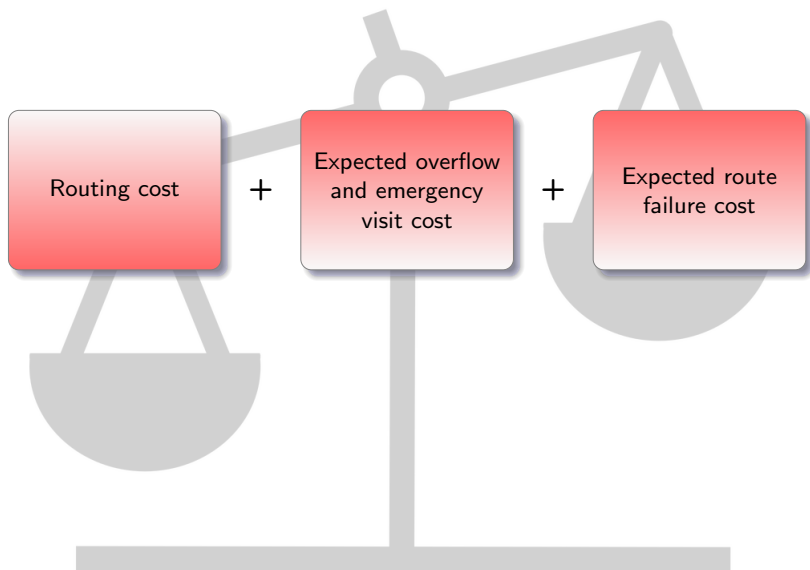 Routing cost
+
Expected overflow
and emergency
visit cost
+
Expected route
failure cost